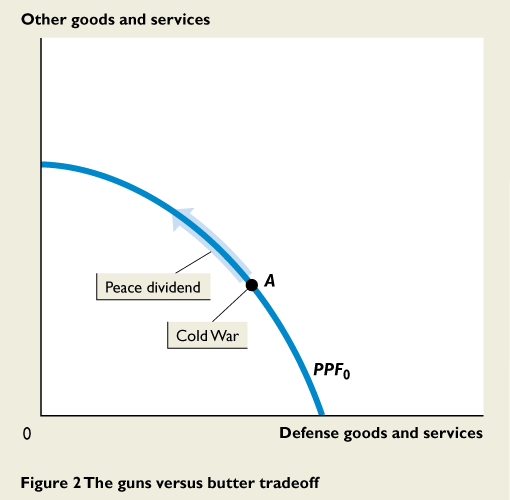 Other goods and services
A
Peace dividend
Cold War
PPF₀
0
Defense goods and services
Figure 2 The guns versus butter tradeoff